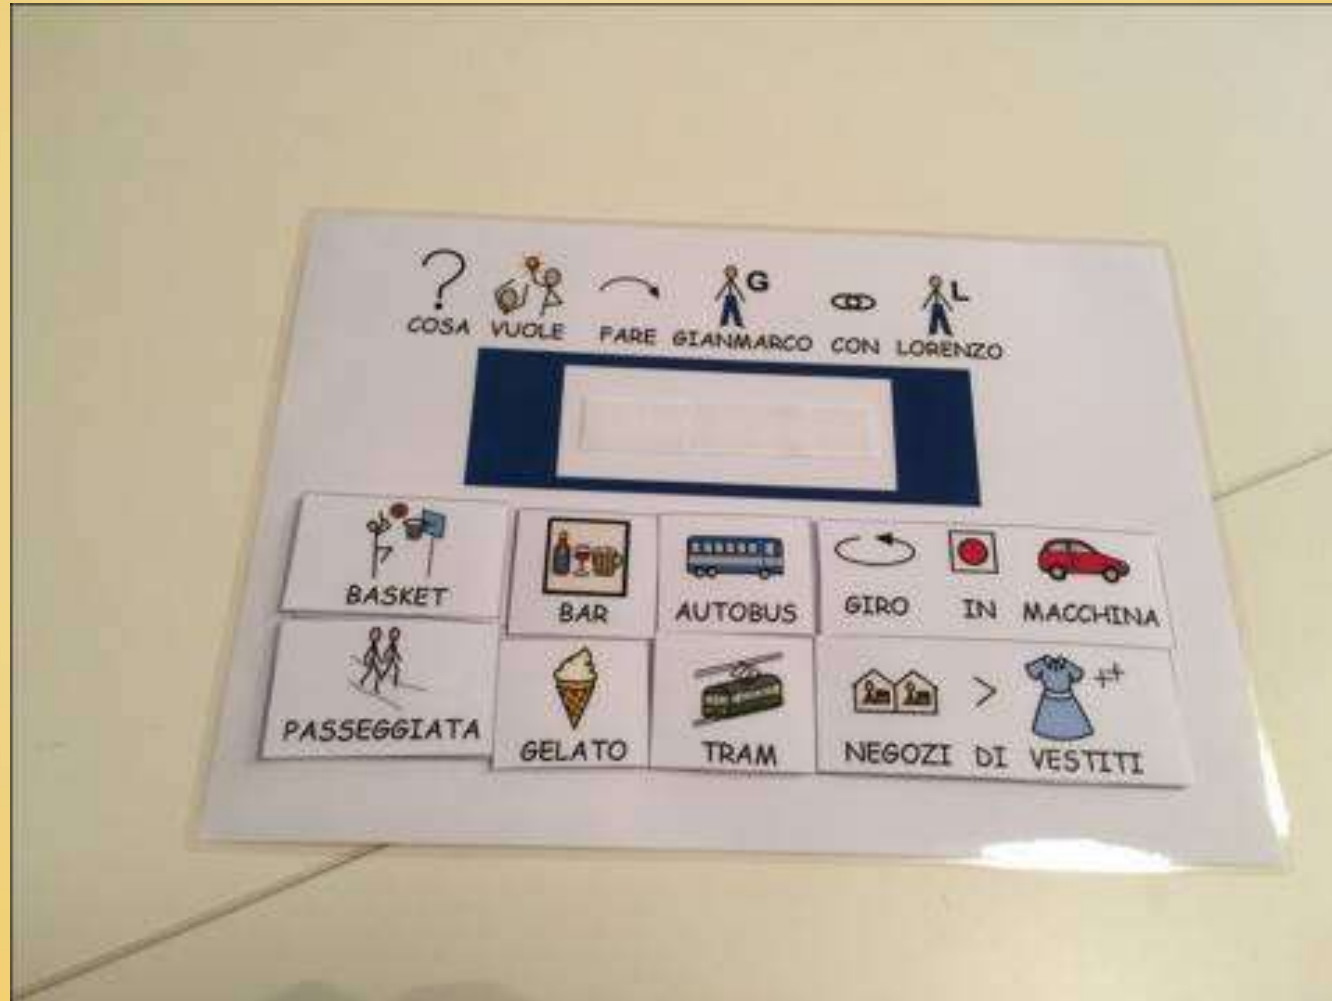 ? COSA VUOLE FARE G GIANMARCO CON L LORENZO
BASKET BAR AUTOBUS GIRO IN MACCHINA
PASSEGGIATA GELATO TRAM NEGOZI > DI VESTITI ++